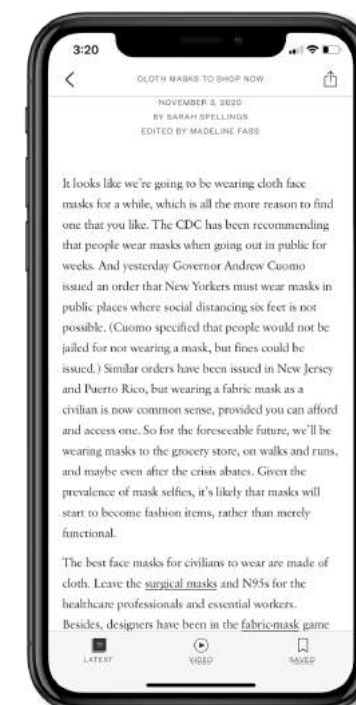 3:20
CLOTH MASKS TO SHOP NOW
NOVEMBER 3, 2020
BY SARAH SPELLINGS
EDITED BY MADELINE FASS
It looks like we're going to be wearing cloth face
masks for a while, which is all the more reason to find
one that you like. The CDC has been recommending
that people wear masks when going out in public for
weeks. And yesterday Governor Andrew Cuomo
issued an order that New Yorkers must wear masks in
public places where social distancing six feet is not
possible. (Cuomo specified that people would not be
jailed for not wearing a mask, but fines could be
issued.) Similar orders have been issued in New Jersey
and Puerto Rico, but wearing a fabric mask as a
civilian is now common sense, provided you can afford
and access one. So for the foreseeable future, we'll be
wearing masks to the grocery store, on walks and runs,
and maybe even after the crisis abates. Given the
prevalence of mask selfies, it's likely that masks will
start to become fashion items, rather than merely
functional.
The best face masks for civilians to wear are made of
cloth. Leave the surgical masks and N95s for the
healthcare professionals and essential workers.
Besides, designers have been in the fabric-mask game
LATEST
VIDEO
SAVED